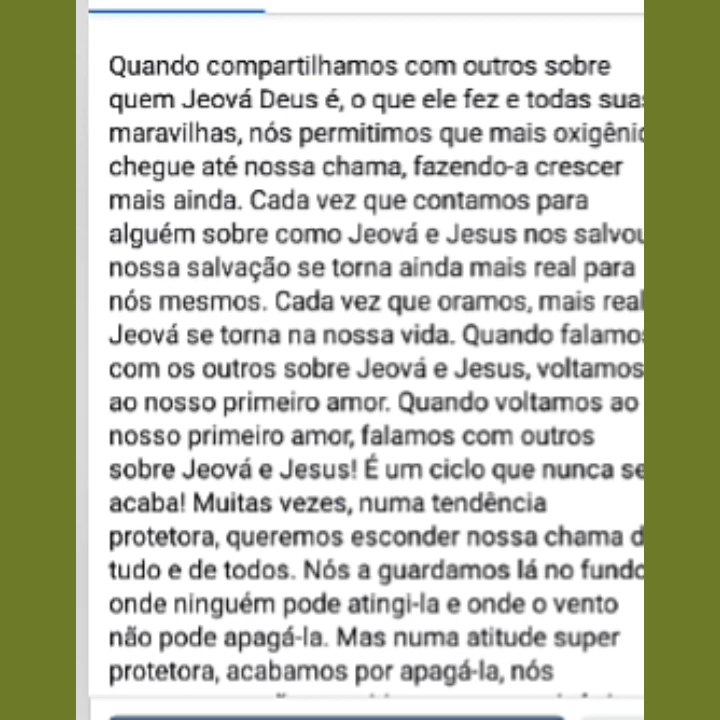 Quando compartilhamos com outros sobre
quem Jeová Deus é, o que ele fez e todas suas
maravilhas, nós permitimos que mais oxigênio
chegue até nossa chama, fazendo-a crescer
mais ainda. Cada vez que contamos para
alguém sobre como Jeová e Jesus nos salvou
nossa salvação se torna ainda mais real para
nós mesmos. Cada vez que oramos, mais real
Jeová se torna na nossa vida. Quando falamos
com os outros sobre Jeová e Jesus, voltamos
ao nosso primeiro amor. Quando voltamos ao
nosso primeiro amor, falamos com outros
sobre Jeová e Jesus! É um ciclo que nunca se
acaba! Muitas vezes, numa tendência
protetora, queremos esconder nossa chama d
tudo e de todos. Nós a guardamos lá no fundo
onde ninguém pode atingi-la e onde o vento
não pode apagá-la. Mas numa atitude super
protetora, acabamos por apagá-la, nós